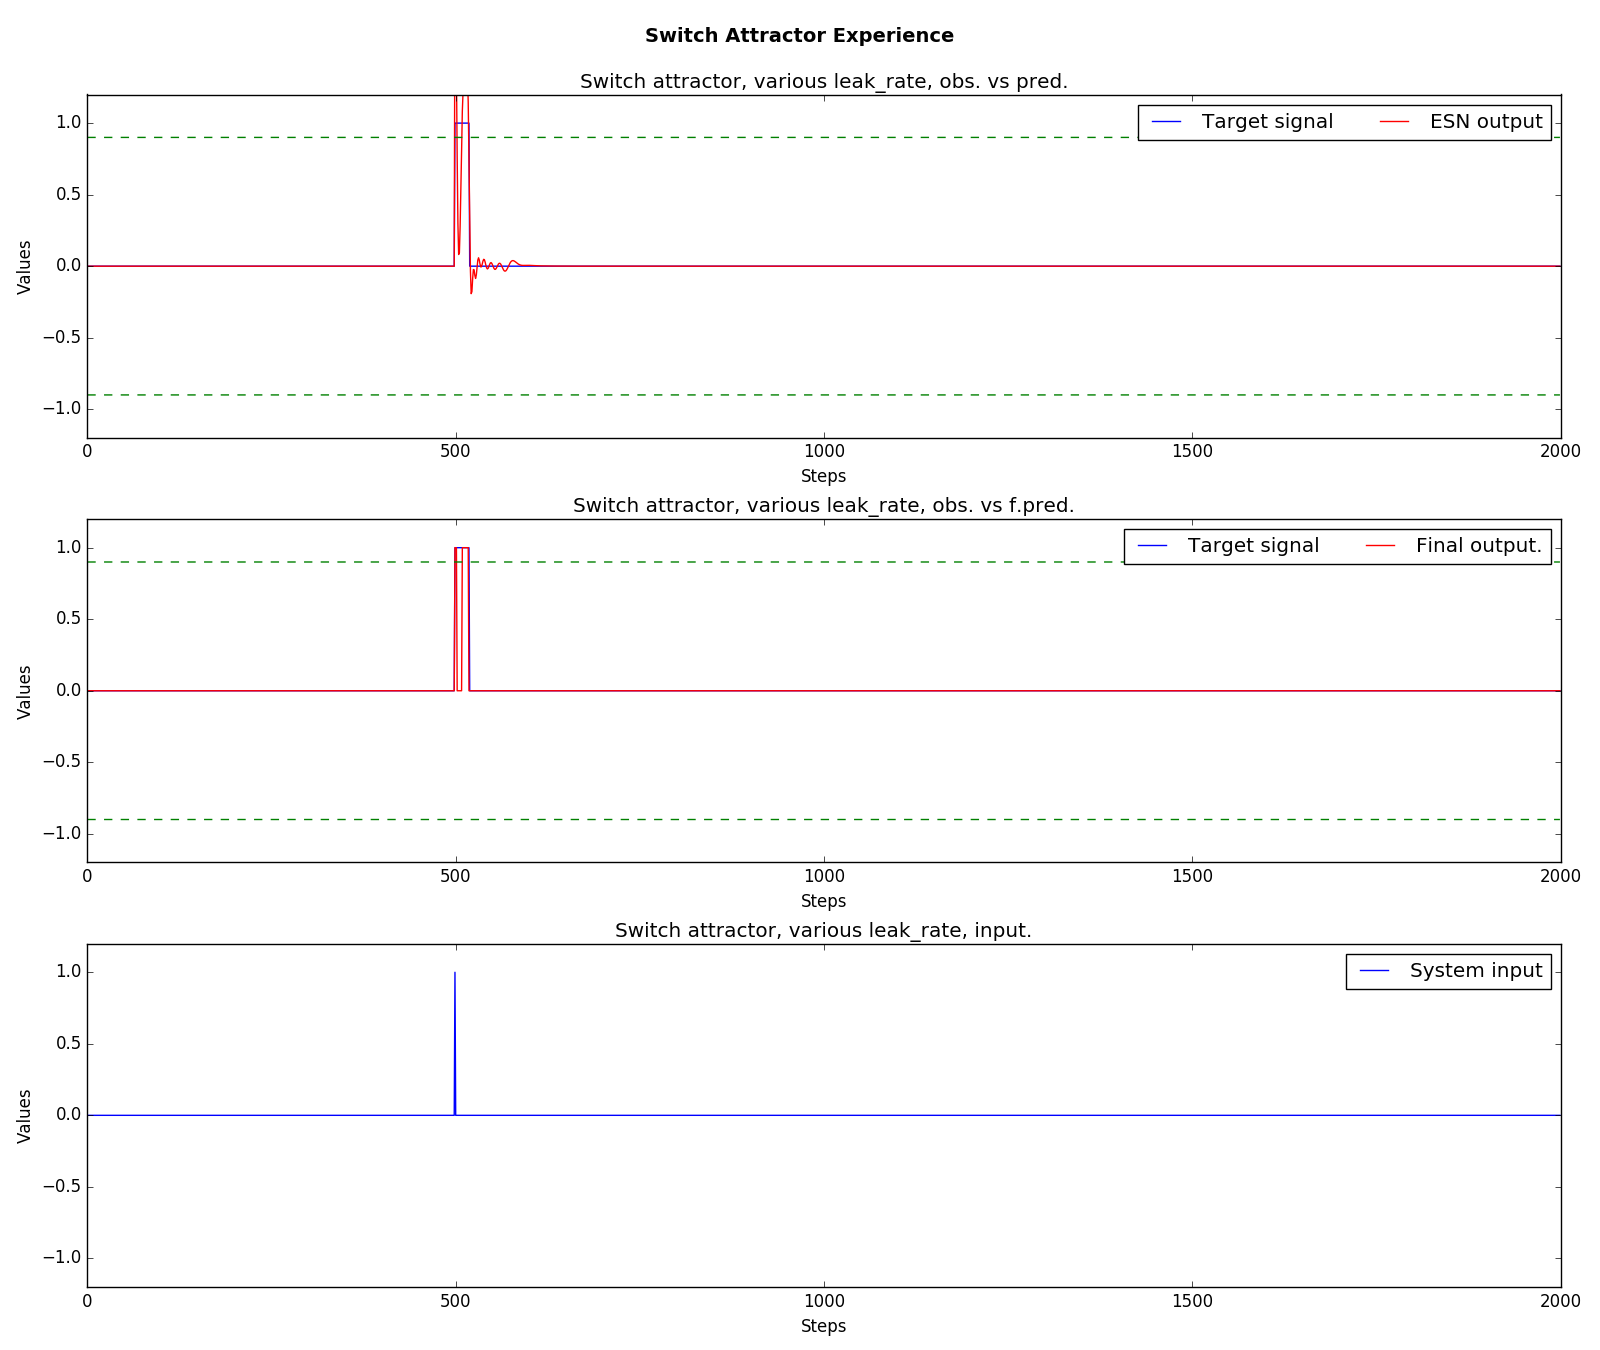 Switch Attractor Experience
Switch attractor, various leak_rate, obs. vs pred.
Target signal ESN output
1.0
0.5
0.0
−0.5
−1.0
Values
0 500 1000 1500 2000
Steps
Switch attractor, various leak_rate, obs. vs f.pred.
Target signal Final output.
1.0
0.5
0.0
−0.5
−1.0
Values
0 500 1000 1500 2000
Steps
Switch attractor, various leak_rate, input.
System input
1.0
0.5
0.0
−0.5
−1.0
Values
0 500 1000 1500 2000
Steps